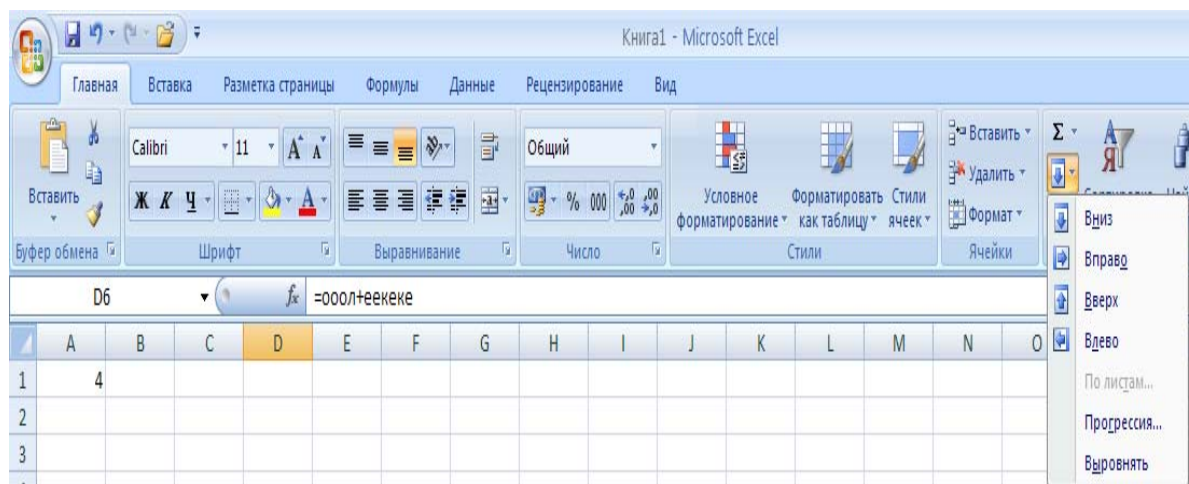 Книга1 - Microsoft Excel
Главная Вставка Разметка страницы Формулы Данные Рецензирование Вид
Calibri 11 Общий Вставить Σ
Вставить Удалить
Ж К Ч % 000 Условное форматирование Форматировать как таблицу Стили ячеек Формат
Буфер обмена Шрифт Выравнивание Число Стили Ячейки
Вниз
Вправо
Вверх
Влево
По листам...
Прогрессия...
Выровнять
D6 fx =ооол+еекеке
A B C D E F G H I J K L M N O
1 4
2
3